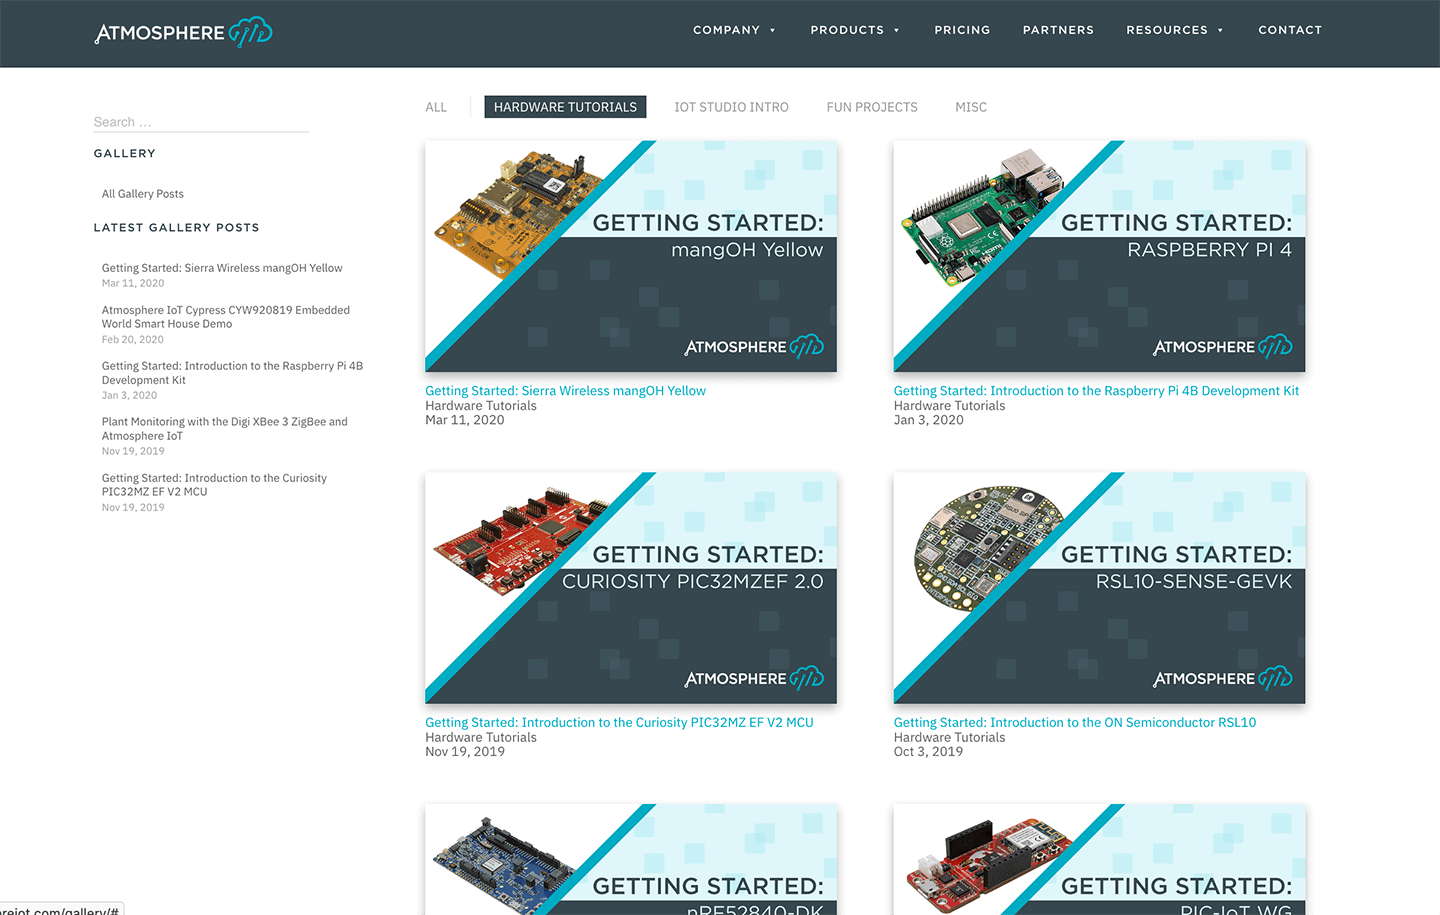 ATMOSPHERE
COMPANY ▾ PRODUCTS ▾ PRICING PARTNERS RESOURCES ▾ CONTACT
Search ...
GALLERY
All Gallery Posts
LATEST GALLERY POSTS
Getting Started: Sierra Wireless mangOH Yellow
Mar 11, 2020
Atmosphere IoT Cypress CYW920819 Embedded
World Smart House Demo
Feb 20, 2020
Getting Started: Introduction to the Raspberry Pi 4B
Development Kit
Jan 3, 2020
Plant Monitoring with the Digi XBee 3 ZigBee and
Atmosphere IoT
Nov 19, 2019
Getting Started: Introduction to the Curiosity
PIC32MZ EF V2 MCU
Nov 19, 2019
ALL HARDWARE TUTORIALS IOT STUDIO INTRO FUN PROJECTS MISC
GETTING STARTED:
mangOH Yellow
ATMOSPHERE
Getting Started: Sierra Wireless mangOH Yellow
Hardware Tutorials
Mar 11, 2020
GETTING STARTED:
RASPBERRY PI 4
ATMOSPHERE
Getting Started: Introduction to the Raspberry Pi 4B Development Kit
Hardware Tutorials
Jan 3, 2020
GETTING STARTED:
CURIOSITY PIC32MZEF 2.0
ATMOSPHERE
Getting Started: Introduction to the Curiosity PIC32MZ EF V2 MCU
Hardware Tutorials
Nov 19, 2019
GETTING STARTED:
RSL10-SENSE-GEVK
ATMOSPHERE
Getting Started: Introduction to the ON Semiconductor RSL10
Hardware Tutorials
Oct 3, 2019
GETTING STARTED:
nRF52840-DK
GETTING STARTED:
PIC-IoT WG
reiot.com/gallery/#